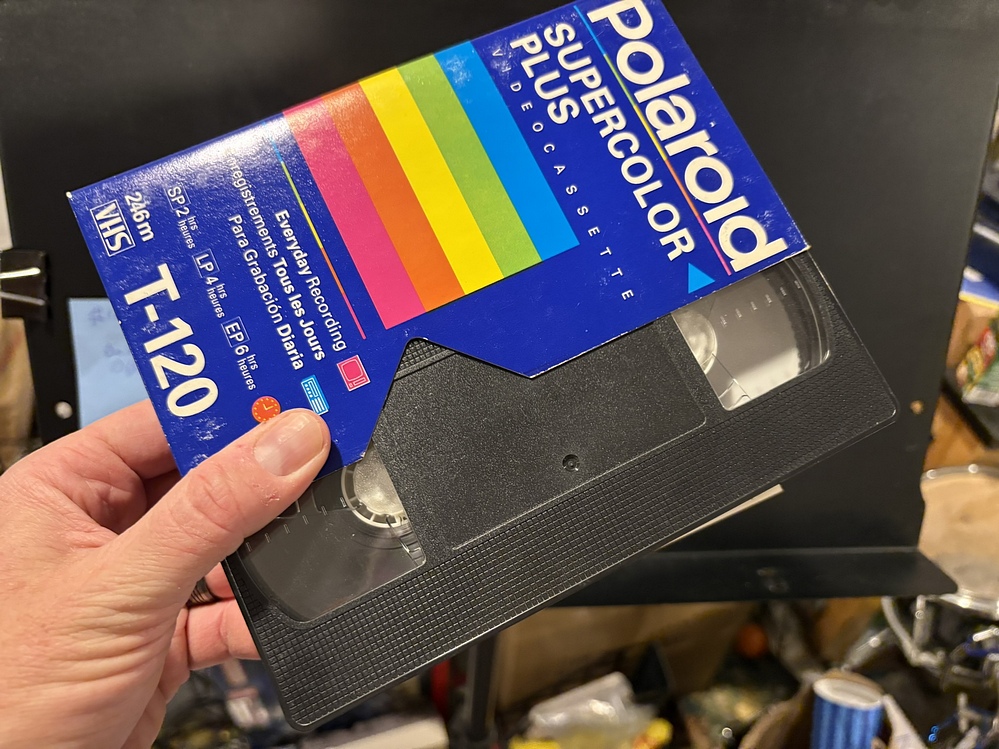 Polaroid
SUPERCOLOR
PLUS
VIDEOCASSETTE
Everyday Recording
Enregistrements Tous les Jours
Para Grabación Diaria
SP 2 hrs heures
LP 4 hrs heures
EP 6 hrs heures
246m
VHS
T-120